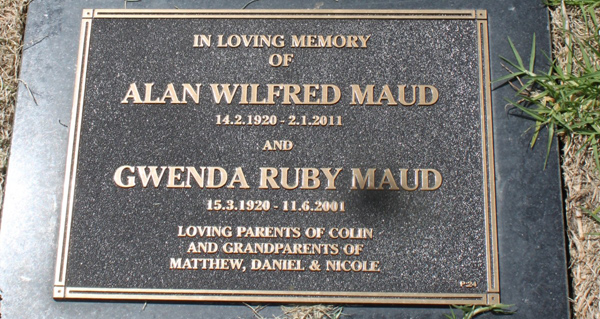 IN LOVING MEMORY
OF
ALAN WILFRED MAUD
14.2.1920 - 2.1.2011
AND
GWENDA RUBY MAUD
15.3.1920 - 11.6.2001
LOVING PARENTS OF COLIN
AND GRANDPARENTS OF
MATTHEW, DANIEL & NICOLE
P:24